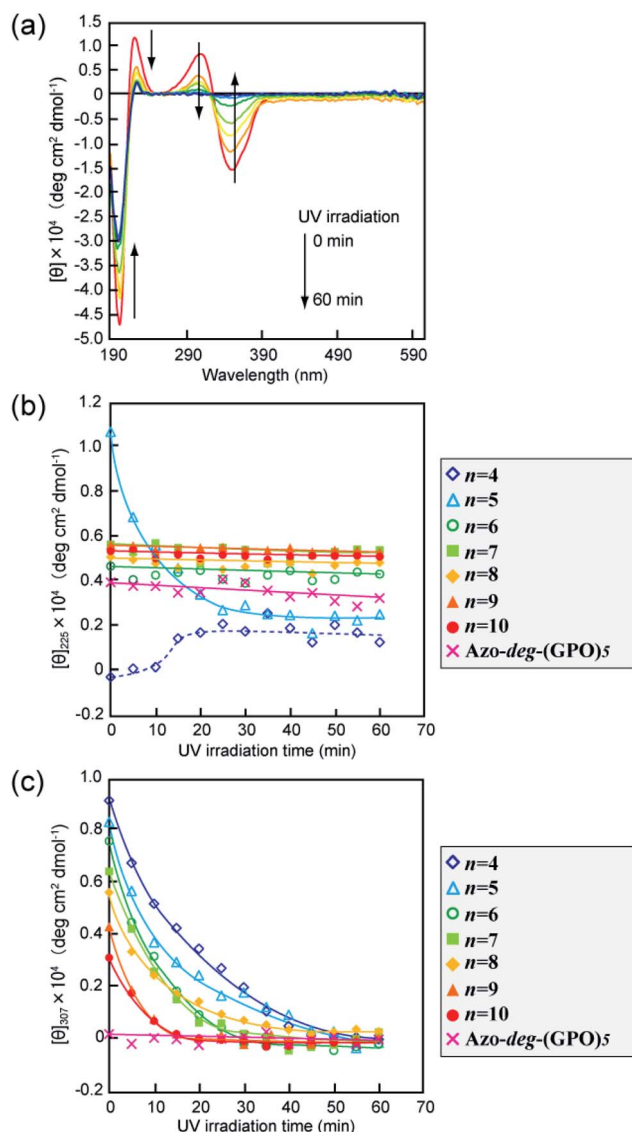 (a)
1.5
1.0
0.5
0
-0.5
-1.0
-1.5
-2.0
-2.5
-3.0
-3.5
-4.0
-4.5
-5.0
[θ] × 10⁴ (deg cm² dmol⁻¹)
UV irradiation
0 min
60 min
190 290 390 490 590
Wavelength (nm)
(b)
1.2
1.0
0.8
0.6
0.4
0.2
0
-0.2
[θ]₂₂₅ × 10⁴ (deg cm² dmol⁻¹)
0 10 20 30 40 50 60 70
UV irradiation time (min)
n=4
n=5
n=6
n=7
n=8
n=9
n=10
Azo-deg-(GPO)5
(c)
1.0
0.8
0.6
0.4
0.2
0
-0.2
[θ]₃₀₇ × 10⁴ (deg cm² dmol⁻¹)
0 10 20 30 40 50 60 70
UV irradiation time (min)
n=4
n=5
n=6
n=7
n=8
n=9
n=10
Azo-deg-(GPO)5